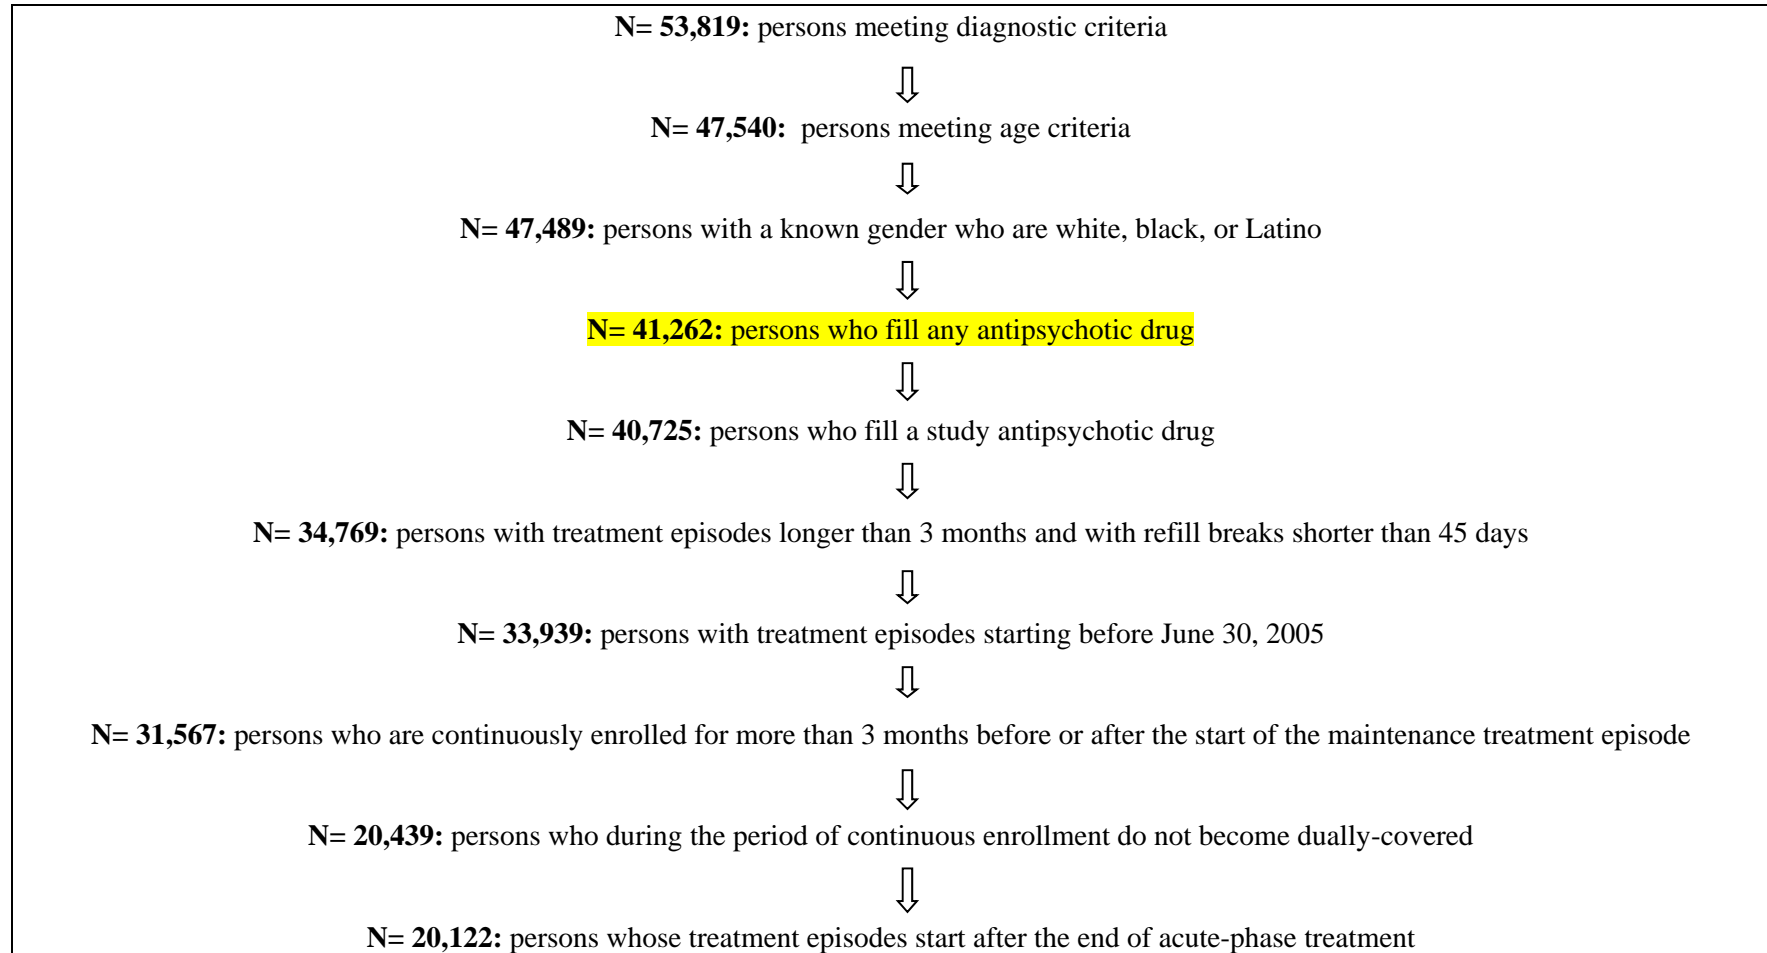 N= 53,819: persons meeting diagnostic criteria
N= 47,540: persons meeting age criteria
N= 47,489: persons with a known gender who are white, black, or Latino
N= 41,262: persons who fill any antipsychotic drug
N= 40,725: persons who fill a study antipsychotic drug
N= 34,769: persons with treatment episodes longer than 3 months and with refill breaks shorter than 45 days
N= 33,939: persons with treatment episodes starting before June 30, 2005
N= 31,567: persons who are continuously enrolled for more than 3 months before or after the start of the maintenance treatment episode
N= 20,439: persons who during the period of continuous enrollment do not become dually-covered
N= 20,122: persons whose treatment episodes start after the end of acute-phase treatment